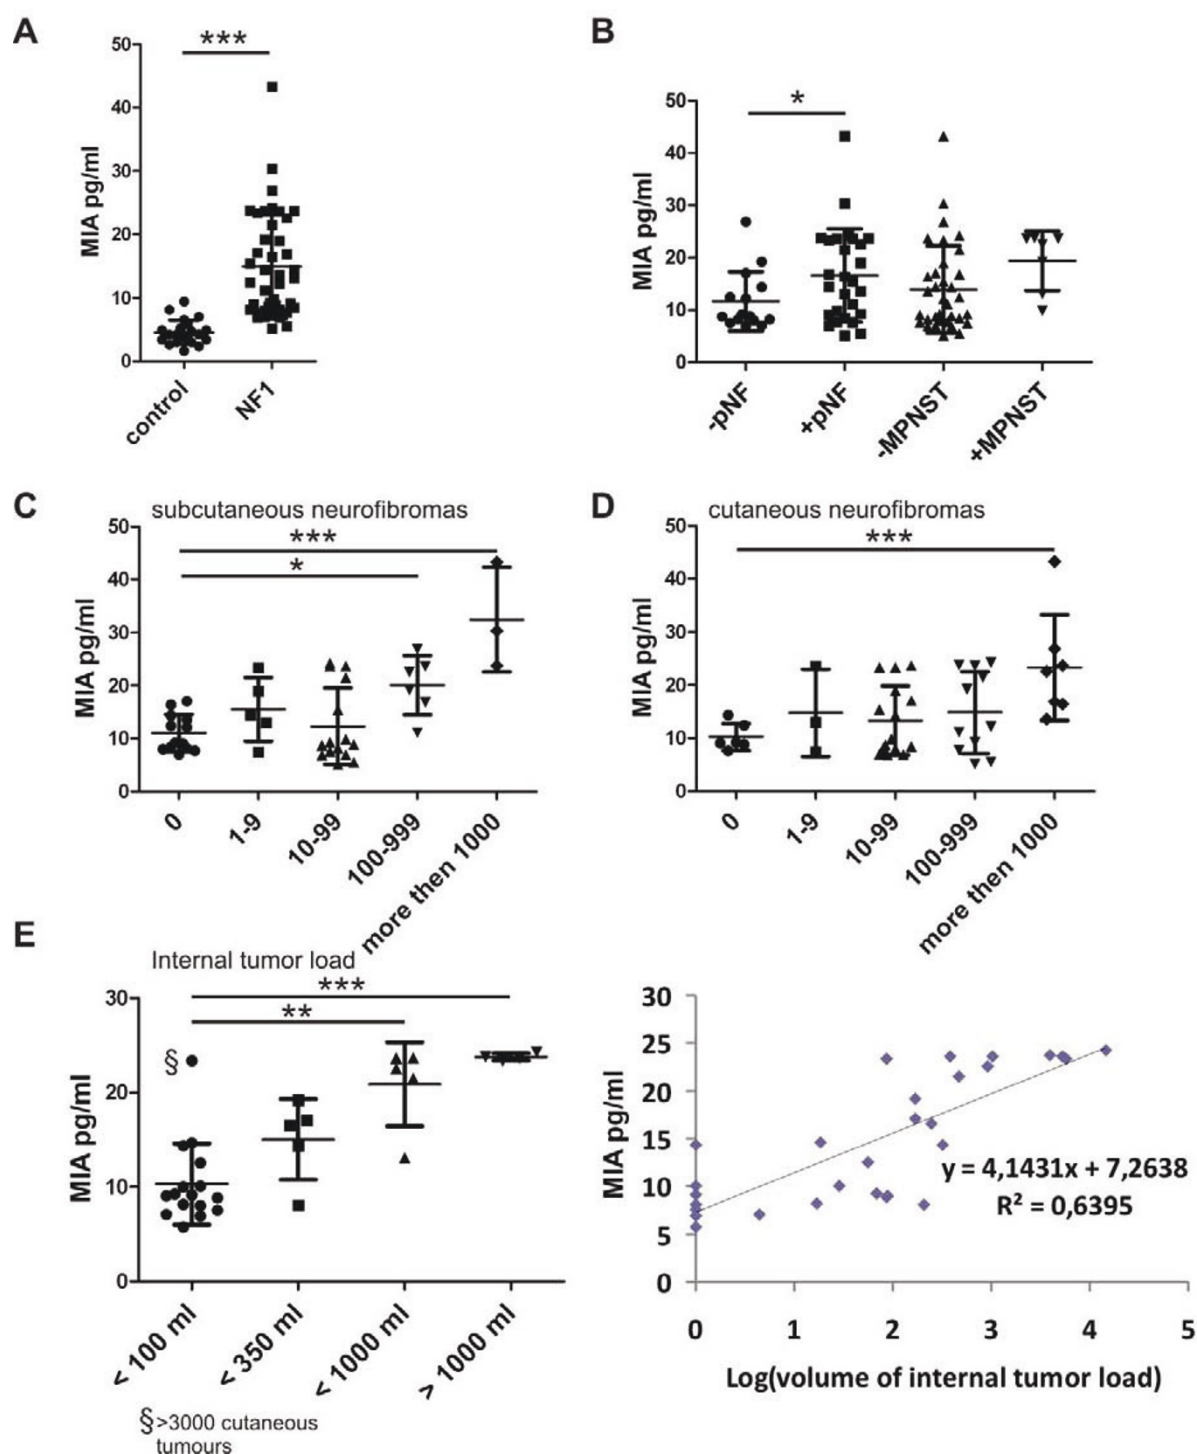 A
***
50
40
30
20
10
0
MIA pg/ml
control
NF1
B
*
50
40
30
20
10
0
MIA pg/ml
-pNF
+pNF
-MPNST
+MPNST
C
subcutaneous neurofibromas
***
*
50
40
30
20
10
0
MIA pg/ml
0
1-9
10-99
100-999
more then 1000
D
cutaneous neurofibromas
***
50
40
30
20
10
0
MIA pg/ml
0
1-9
10-99
100-999
more then 1000
E
Internal tumor load
***
**
§
30
20
10
0
MIA pg/ml
< 100 ml
< 350 ml
< 1000 ml
> 1000 ml
§>3000 cutaneous
tumours
30
25
20
15
10
5
0
MIA pg/ml
y = 4,1431x + 7,2638
R² = 0,6395
0 1 2 3 4 5
Log(volume of internal tumor load)